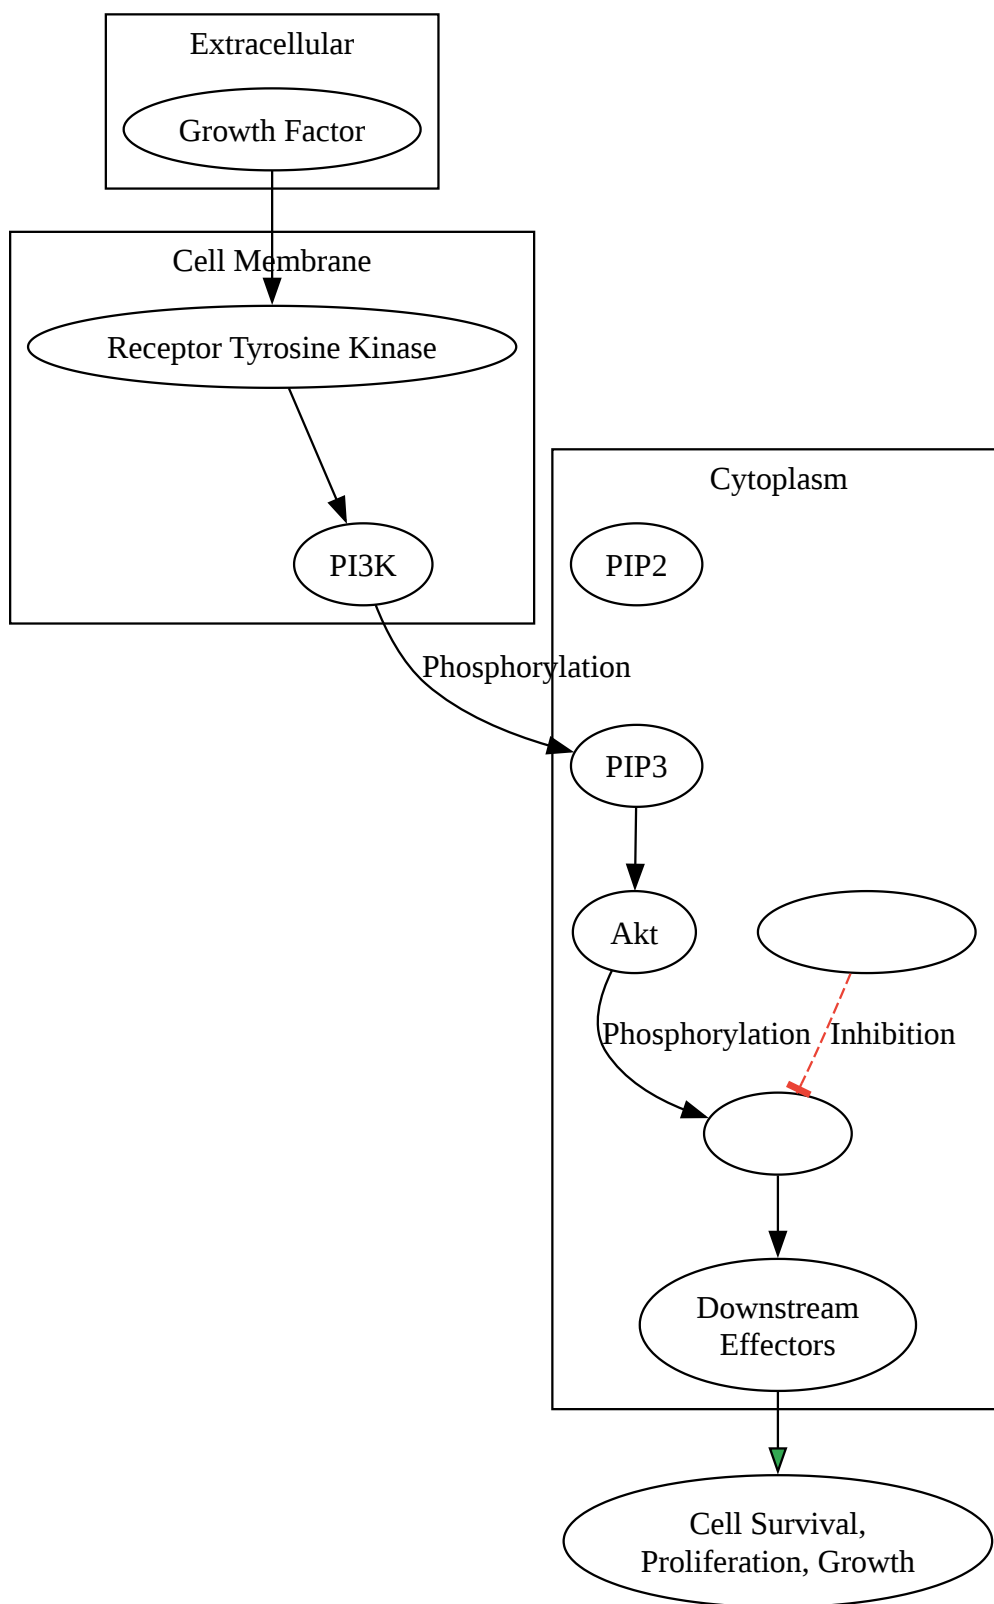 Extracellular
Growth Factor
Cell Membrane
Receptor Tyrosine Kinase
Cytoplasm
PI3K
PIP2
Phosphorylation
PIP3
Akt
Phosphorylation
Inhibition
Downstream
Effectors
Cell Survival,
Proliferation, Growth